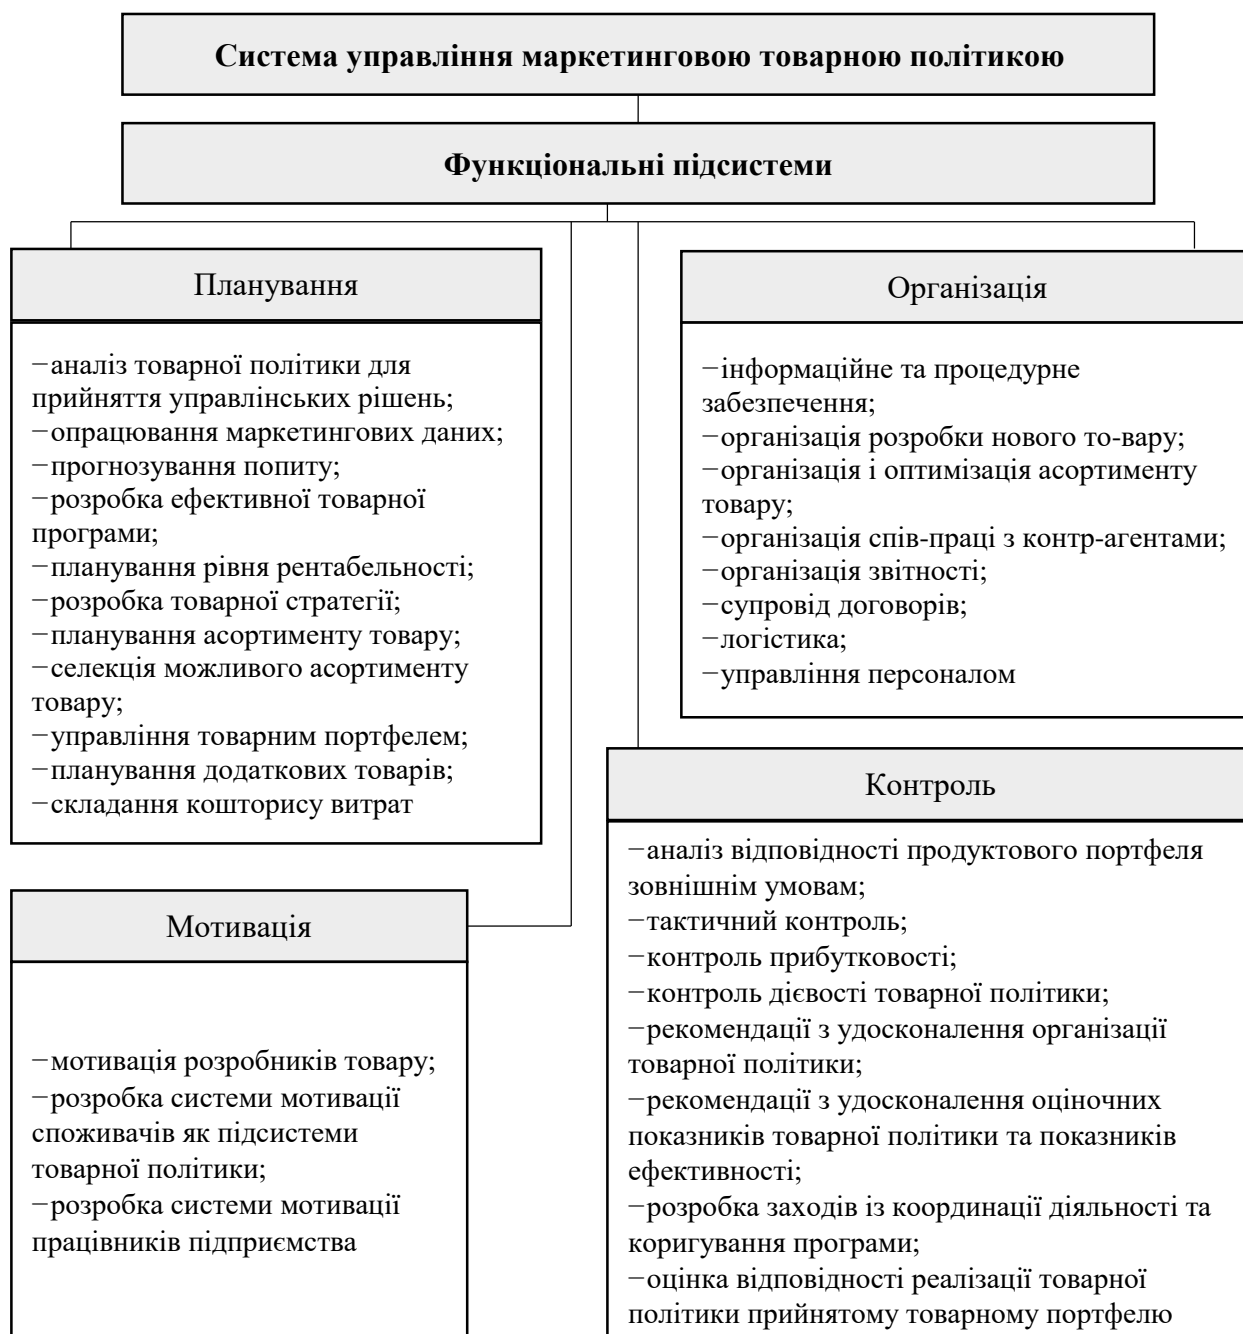 Система управління маркетинговою товарною політикою
Функціональні підсистеми
Планування
−аналіз товарної політики для
прийняття управлінських рішень;
−опрацювання маркетингових даних;
−прогнозування попиту;
−розробка ефективної товарної
програми;
−планування рівня рентабельності;
−розробка товарної стратегії;
−планування асортименту товару;
−селекція можливого асортименту
товару;
−управління товарним портфелем;
−планування додаткових товарів;
−складання кошторису витрат
Організація
−інформаційне та процедурне
забезпечення;
−організація розробки нового то-вару;
−організація і оптимізація асортименту
товару;
−організація спів-праці з контр-агентами;
−організація звітності;
−супровід договорів;
−логістика;
−управління персоналом
Мотивація
−мотивація розробників товару;
−розробка системи мотивації
споживачів як підсистеми
товарної політики;
−розробка системи мотивації
працівників підприємства
Контроль
−аналіз відповідності продуктового портфеля
зовнішнім умовам;
−тактичний контроль;
−контроль прибутковості;
−контроль дієвості товарної політики;
−рекомендації з удосконалення організації
товарної політики;
−рекомендації з удосконалення оціночних
показників товарної політики та показників
ефективності;
−розробка заходів із координації діяльності та
коригування програми;
−оцінка відповідності реалізації товарної
політики прийнятому товарному портфелю